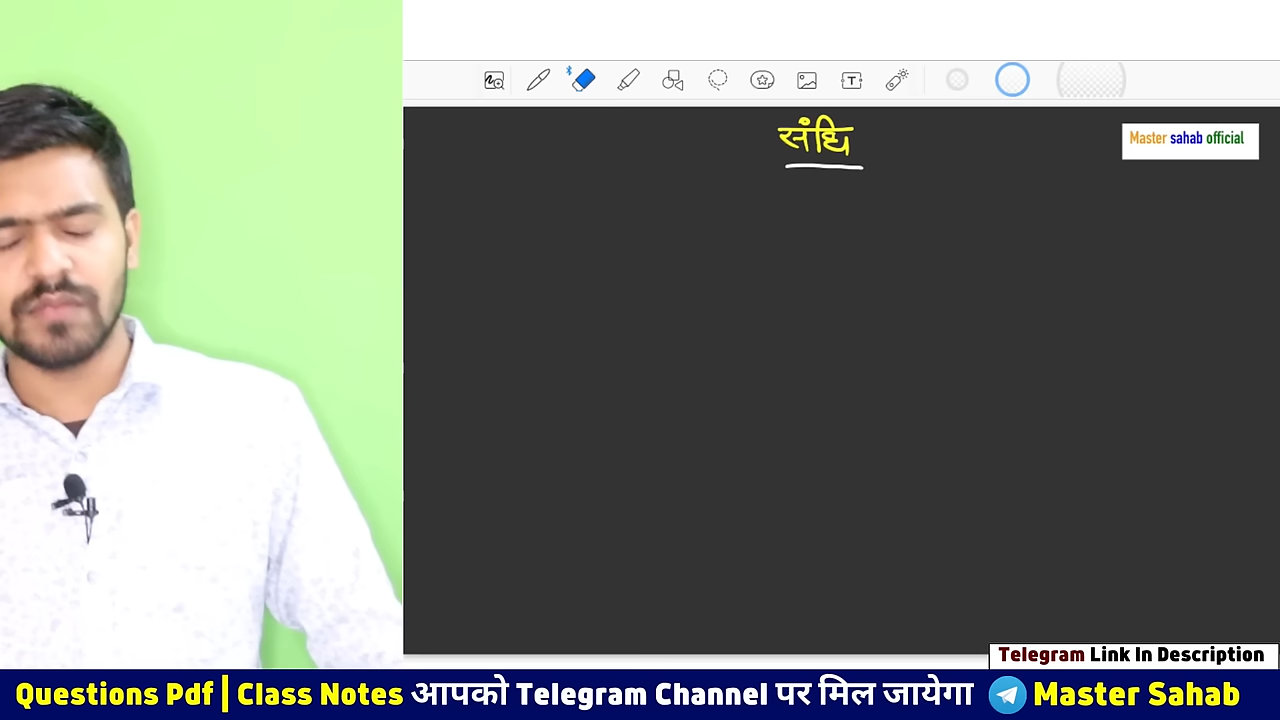 संधि
Master sahab official
Telegram Link In Description
Questions Pdf | Class Notes आपको Telegram Channel पर मिल जायेगा Master Sahab